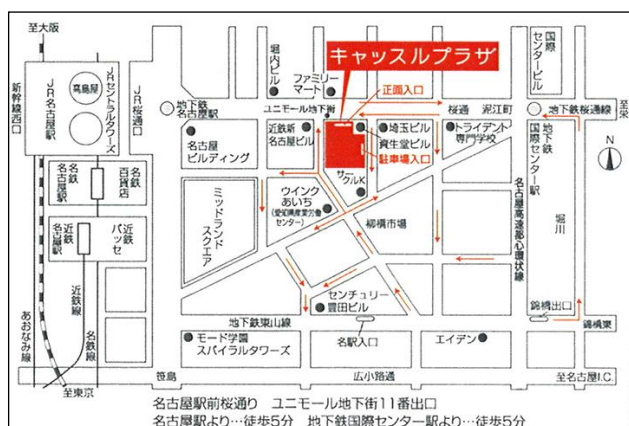 至大阪
新幹線西口
JR名古屋駅
高島屋
JRセントラルタワーズ
JR桜通口
地下鉄
名古屋駅
堀内ビル
ファミリー
マート
キャッスルプラザ
正面入口
国際
センタービル
至栄
ユニモール地下街
桜通
泥江町
地下鉄桜通線
近鉄新
名古屋ビル
名古屋
ビルディング
埼玉ビル
資生堂ビル
駐車場入口
トライデント
専門学校
地下鉄
国際センター駅
N
サークルK
名鉄
名古屋駅
名鉄
百貨店
ミッドランド
スクエア
ウインク
あいち
(愛知県産業労働
センター)
柳橋市場
名古屋高速都心環状線
堀川
近鉄
名古屋駅
近鉄
パッセ
近鉄線
名鉄線
あおなみ線
センチュリー
豊田ビル
錦橋出口
地下鉄東山線
名駅入口
錦橋東
モード学園
スパイラルタワーズ
エイデン
至東京
笹島
広小路通
至名古屋I.C.
名古屋駅前桜通り ユニモール地下街11番出口
名古屋駅より…徒歩5分 地下鉄国際センター駅より…徒歩5分